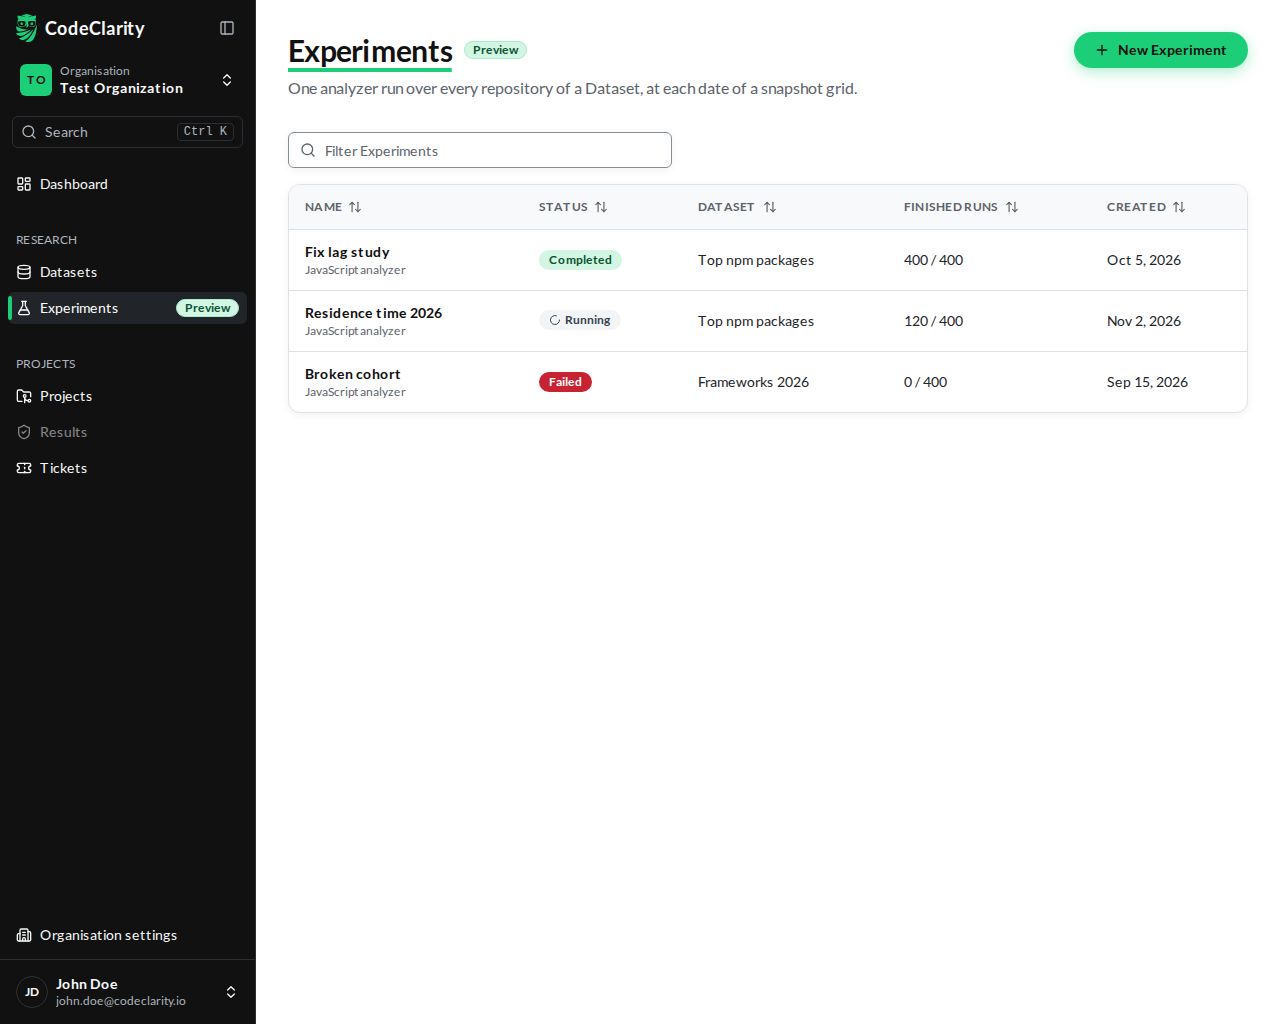 CodeClarity
TO
Organisation
Test Organization
Search
Ctrl K
Dashboard
RESEARCH
Datasets
Experiments
Preview
PROJECTS
Projects
Results
Tickets
Organisation settings
JD
John Doe
john.doe@codeclarity.io
Experiments
Preview
New Experiment
One analyzer run over every repository of a Dataset, at each date of a snapshot grid.
Filter Experiments
NAME STATUS DATASET FINISHED RUNS CREATED
Fix lag study
JavaScript analyzer
Completed
Top npm packages
400 / 400
Oct 5, 2026
Residence time 2026
JavaScript analyzer
Running
Top npm packages
120 / 400
Nov 2, 2026
Broken cohort
JavaScript analyzer
Failed
Frameworks 2026
0 / 400
Sep 15, 2026